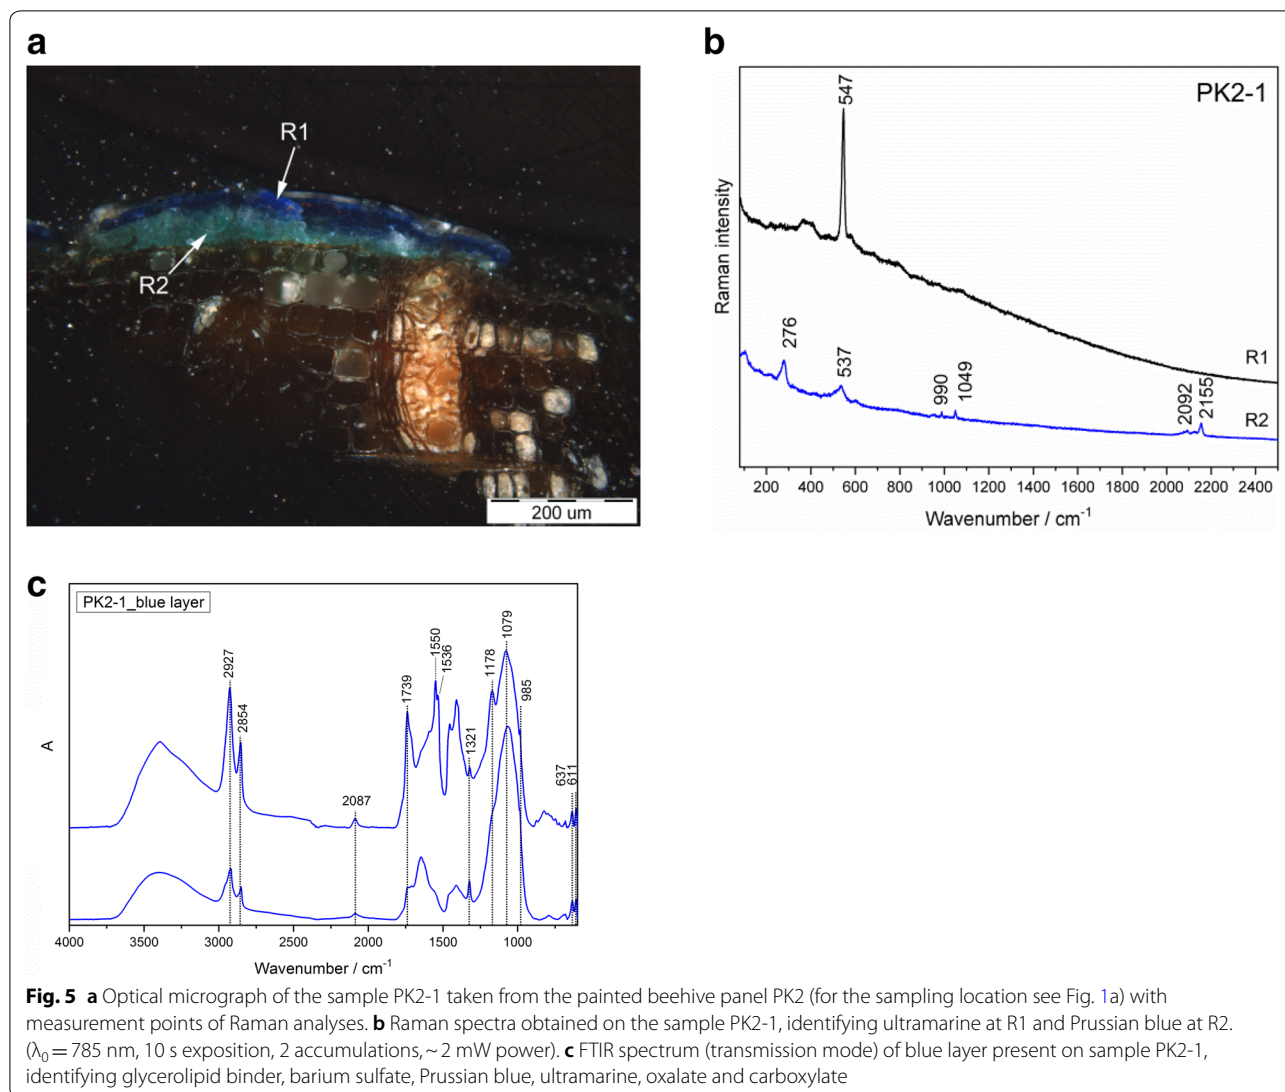 a
R1
R2
200 um
b
PK2-1
547
R1
276
537
990
1049
2092
2155
R2
Raman intensity
200 400 600 800 1000 1200 1400 1600 1800 2000 2200 2400
Wavenumber / cm-1
c
PK2-1_blue layer
2927
2854
2087
1739
1550
1536
1321
1178
1079
985
637
611
A
4000 3500 3000 2500 2000 1500 1000
Wavenumber / cm-1
Fig. 5 a Optical micrograph of the sample PK2-1 taken from the painted beehive panel PK2 (for the sampling location see Fig. 1a) with
measurement points of Raman analyses. b Raman spectra obtained on the sample PK2-1, identifying ultramarine at R1 and Prussian blue at R2.
(λ0 = 785 nm, 10 s exposition, 2 accumulations, ~ 2 mW power). c FTIR spectrum (transmission mode) of blue layer present on sample PK2-1,
identifying glycerolipid binder, barium sulfate, Prussian blue, ultramarine, oxalate and carboxylate